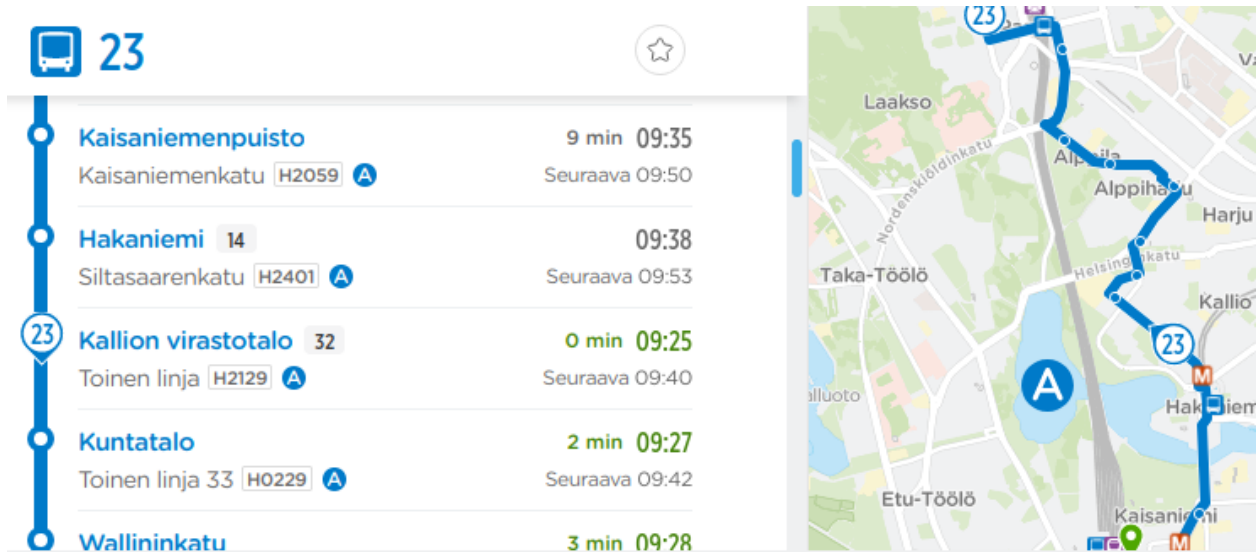 23
Kaisaniemenpuisto 9 min 09:35
Kaisaniemenkatu H2059 A Seuraava 09:50
Hakaniemi 14 09:38
Siltasaarenkatu H2401 A Seuraava 09:53
23
Kallion virastotalo 32 0 min 09:25
Toinen linja H2129 A Seuraava 09:40
Kuntatalo 2 min 09:27
Toinen linja 33 H0229 A Seuraava 09:42
Wallininkatu 3 min 09:28
23
Laakso
Nordenskiöldinkatu
Alppila
Alppiharju
Harju
Helsinginkatu
Taka-Töölö
Kallio
23
M
A
Hakaniemi
Etu-Töölö
Kaisaniemi
M